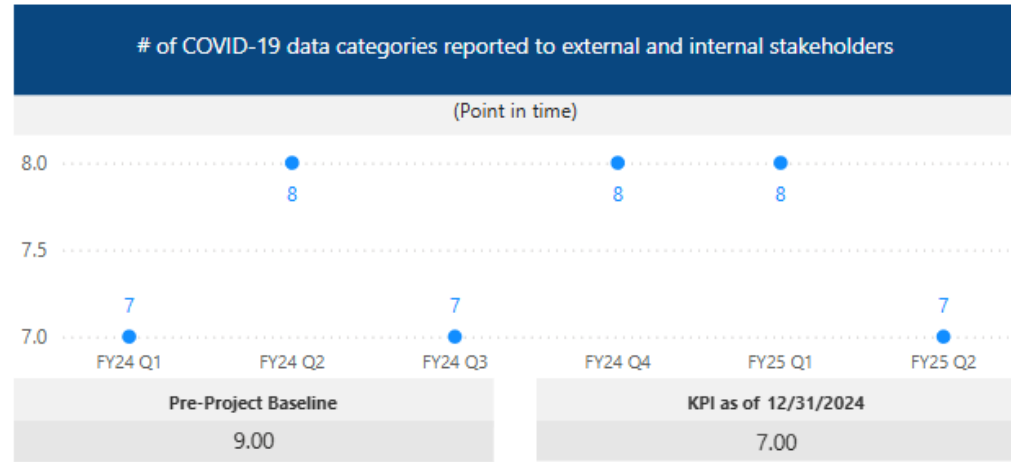 # of COVID-19 data categories reported to external and internal stakeholders
(Point in time)
8.0
8
8
8
7.5
7
7
7
7.0
FY24 Q1
FY24 Q2
FY24 Q3
FY24 Q4
FY25 Q1
FY25 Q2
Pre-Project Baseline
KPI as of 12/31/2024
9.00
7.00